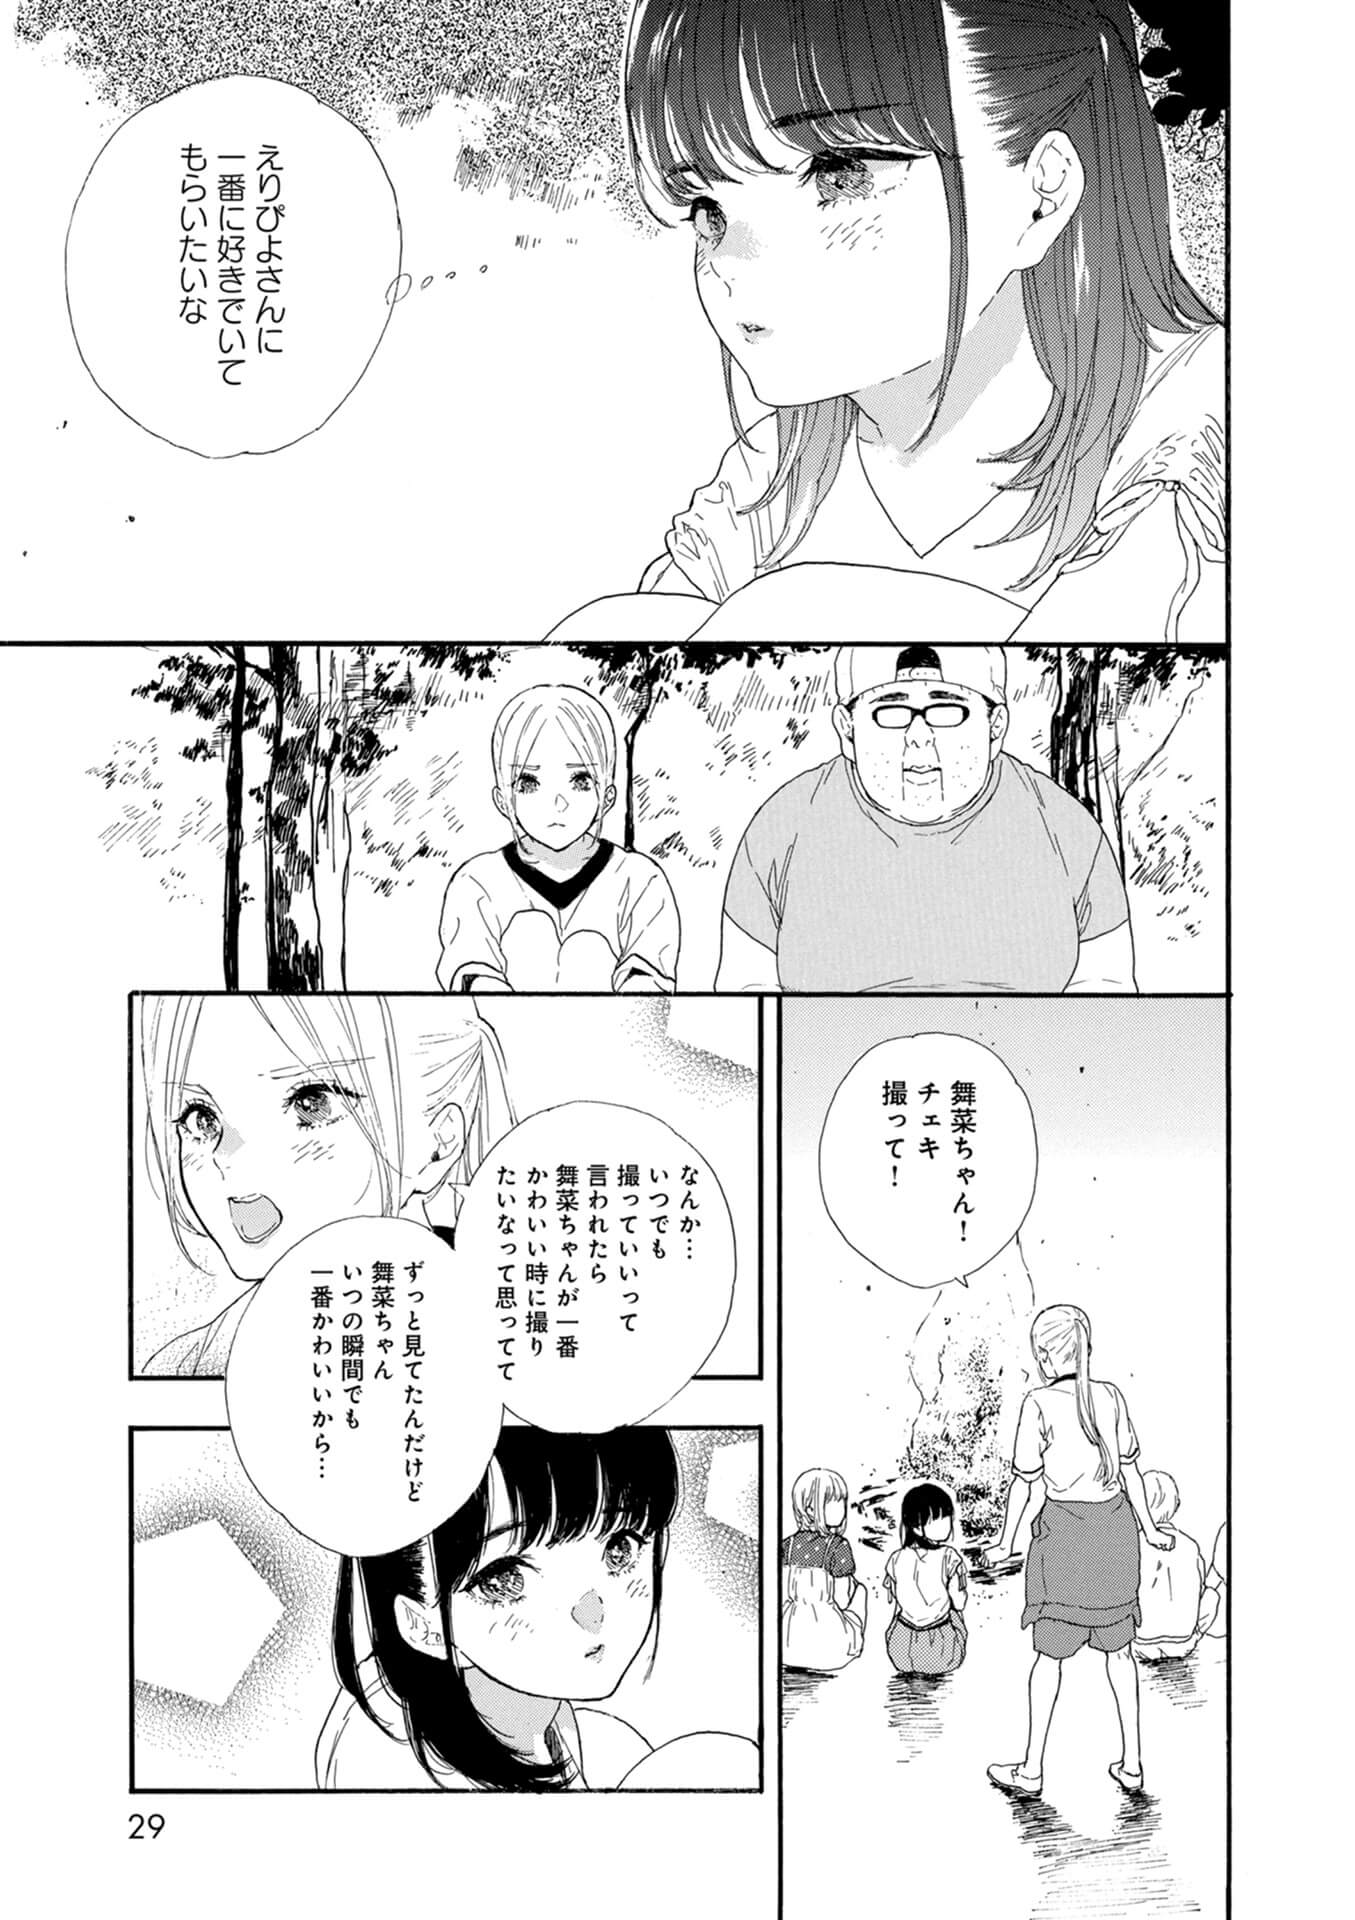 えりぴよさんに
一番に好きでいて
もらいたいな
舞菜ちゃん！
チェキ
撮って！
なんか…
いつでも
撮っていいって
言われたら
舞菜ちゃんが一番
かわいい時に撮り
たいなって思ってて
ずっと見てたんだけど
舞菜ちゃん
いつの瞬間でも
一番かわいいから…
29